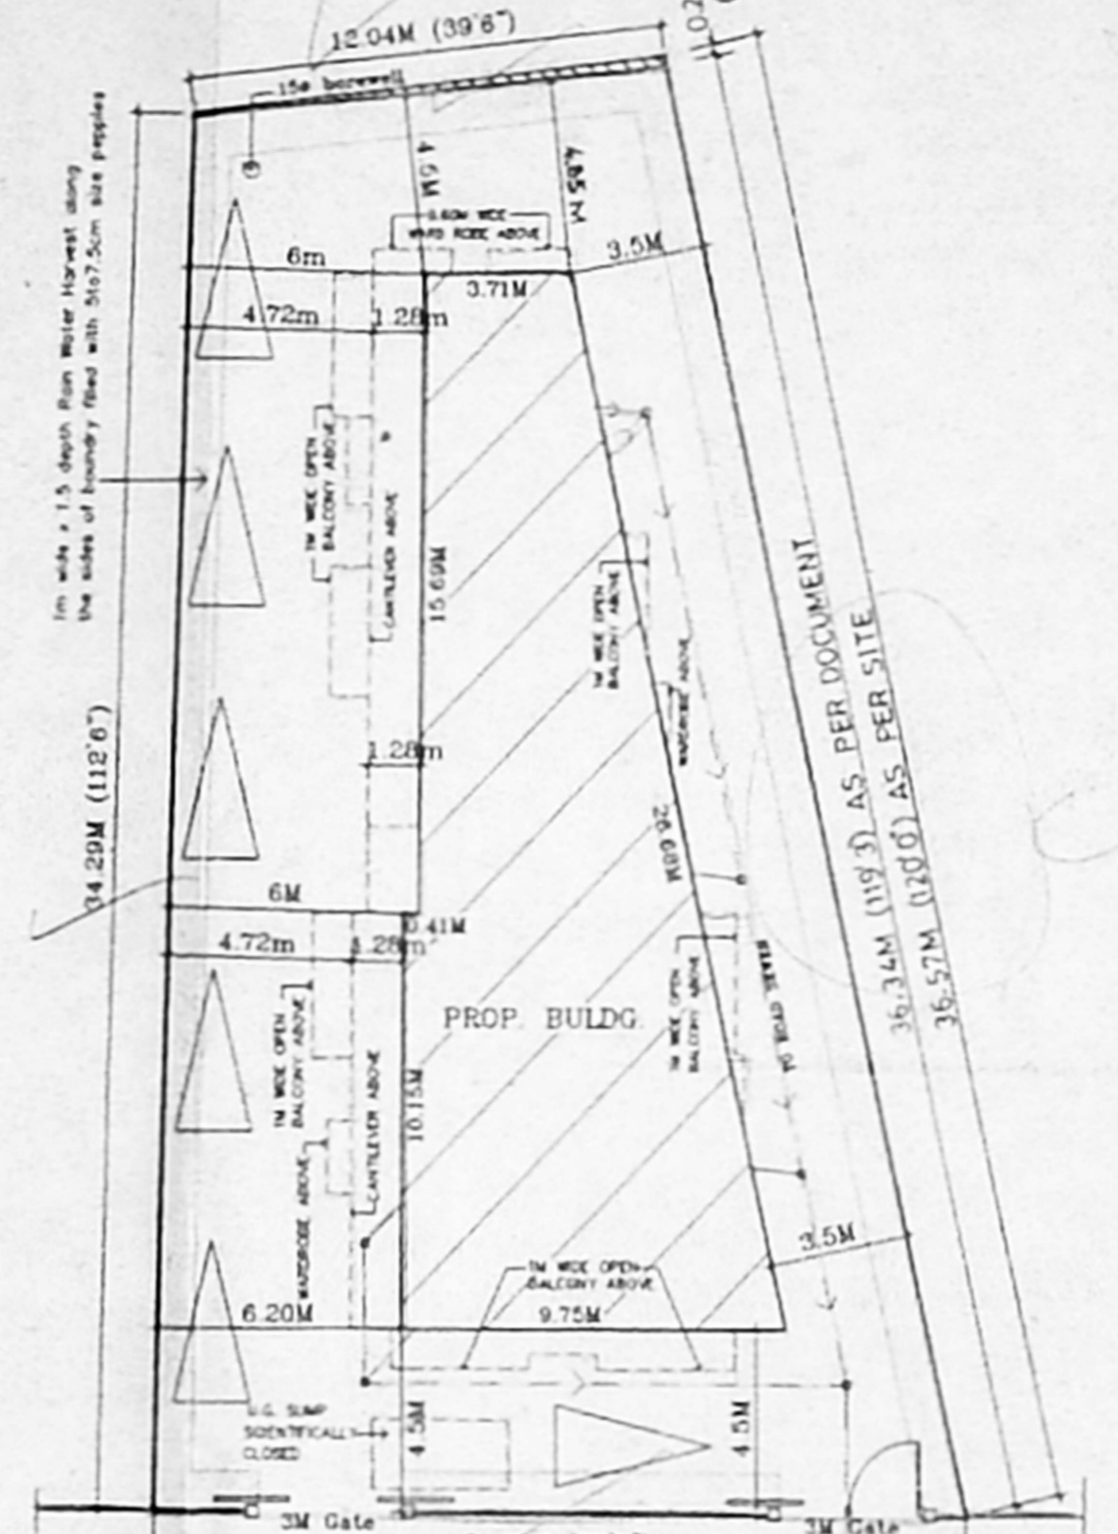 12.04M (39'6")
15ø borewell
1m wide x 1.5 depth Rain Water Harvest along
the sides of boundry filled with 5to7.5cm size pepples
4.6M
4.85M
0.60M WIDE
WARD ROBE ABOVE
3.5M
6m
3.71M
4.72m
1.28m
1M WIDE OPEN
BALCONY ABOVE
CANTILEVER ABOVE
15.69M
1M WIDE OPEN
BALCONY ABOVE
WARDROBE ABOVE
36.34M (119'3") AS PER DOCUMENT
36.57M (120'0") AS PER SITE
34.29M (112'6")
1.28m
26.68M
6M
0.41M
4.72m
1.28m
PROP. BULDG.
1M WIDE OPEN
BALCONY ABOVE
TO ROAD SEWER
1M WIDE OPEN
BALCONY ABOVE
CANTILEVER ABOVE
10.15M
WARDROBE ABOVE
3.5M
1M WIDE OPEN
BALCONY ABOVE
6.20M
9.75M
U.G. SUMP
SCIENTIFICALLY
CLOSED
4.5M
4.5M
3M Gate
3M Gate